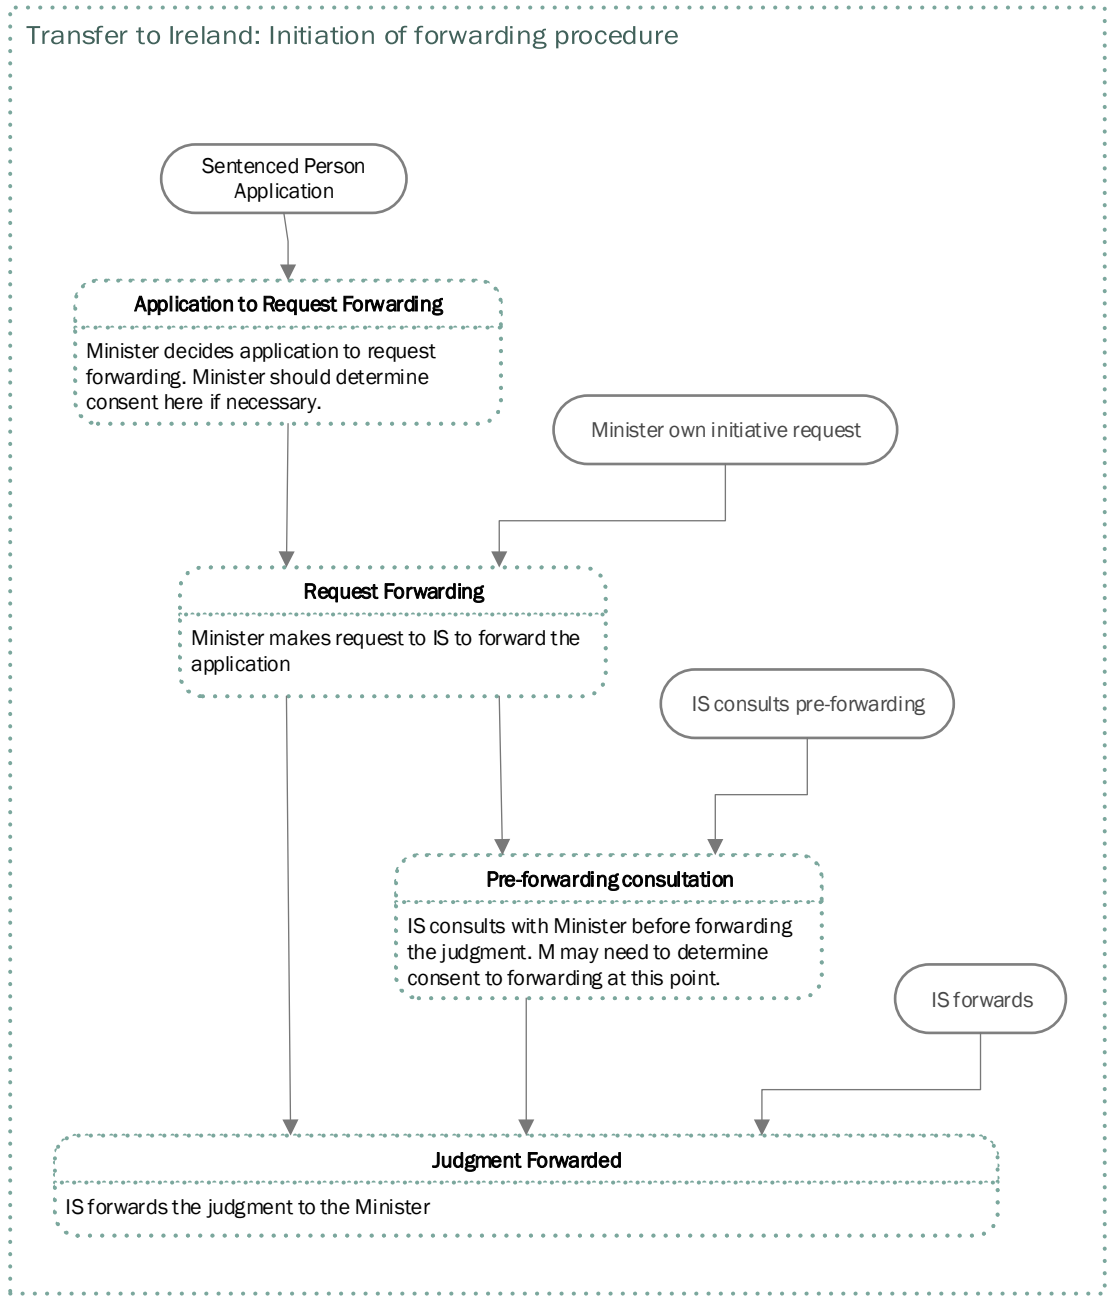 Transfer to Ireland: Initiation of forwarding procedure
Sentenced Person
Application
Application to Request Forwarding
Minister decides application to request
forwarding. Minister should determine
consent here if necessary.
Minister own initiative request
Request Forwarding
Minister makes request to IS to forward the
application
IS consults pre-forwarding
Pre-forwarding consultation
IS consults with Minister before forwarding
the judgment. M may need to determine
consent to forwarding at this point.
IS forwards
Judgment Forwarded
IS forwards the judgment to the Minister